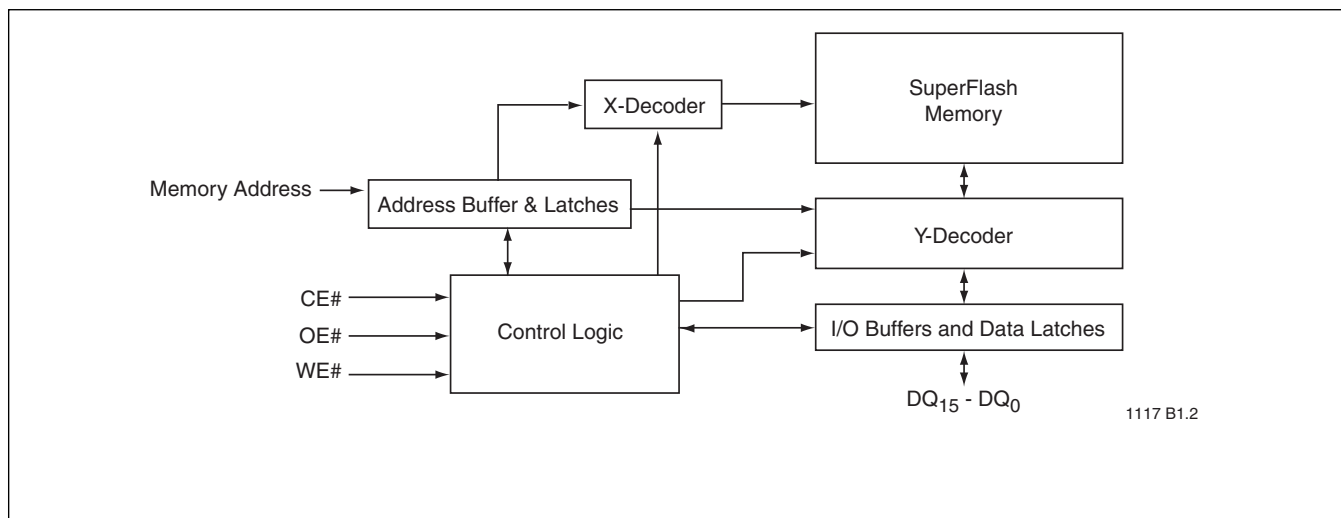 SuperFlash
Memory
X-Decoder
Memory Address
Address Buffer & Latches
Y-Decoder
CE#
OE#
WE#
Control Logic
I/O Buffers and Data Latches
DQ15 - DQ0
1117 B1.2